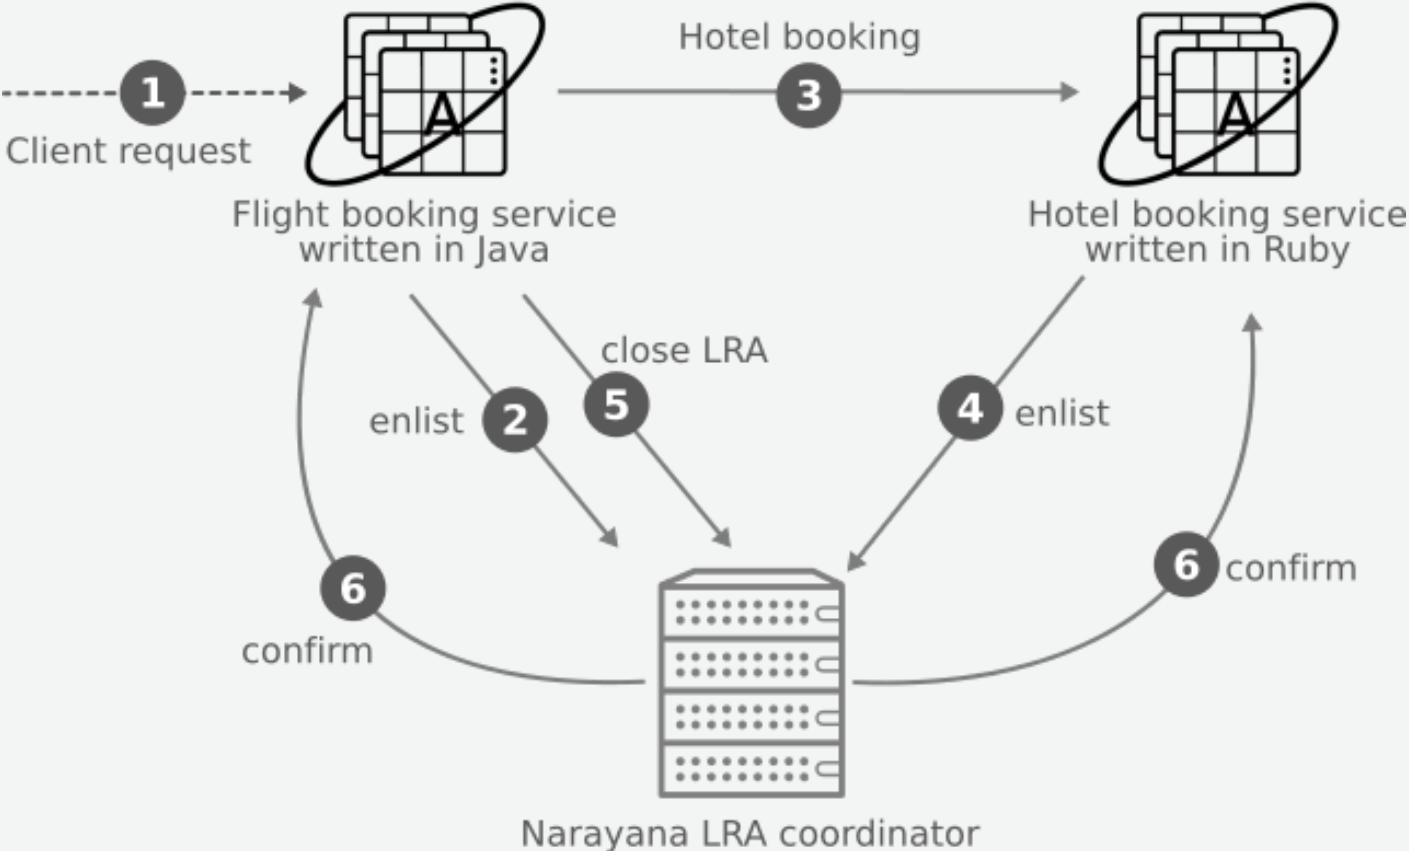 Hotel booking
1
3
A
A
Client request
Flight booking service
written in Java
Hotel booking service
written in Ruby
close LRA
enlist
2
5
4
enlist
6
confirm
6
confirm
Narayana LRA coordinator